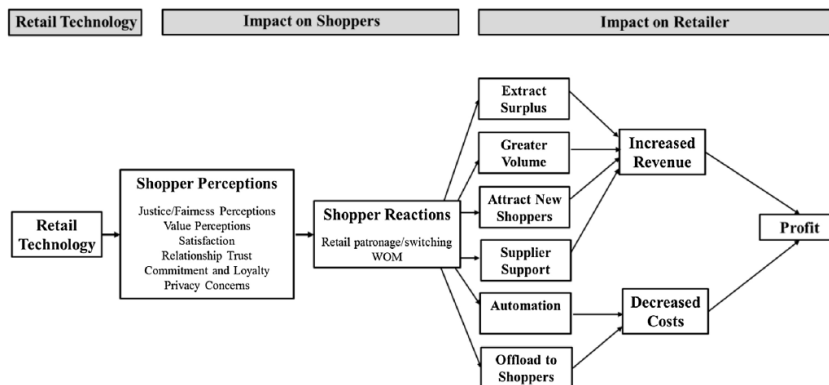 Retail Technology
Impact on Shoppers
Impact on Retailer
Retail
Technology
Shopper Perceptions
Justice/Fairness Perceptions
Value Perceptions
Satisfaction
Relationship Trust
Commitment and Loyalty
Privacy Concerns
Shopper Reactions
Retail patronage/switching
WOM
Extract
Surplus
Greater
Volume
Attract New
Shoppers
Supplier
Support
Automation
Offload to
Shoppers
Increased
Revenue
Decreased
Costs
Profit